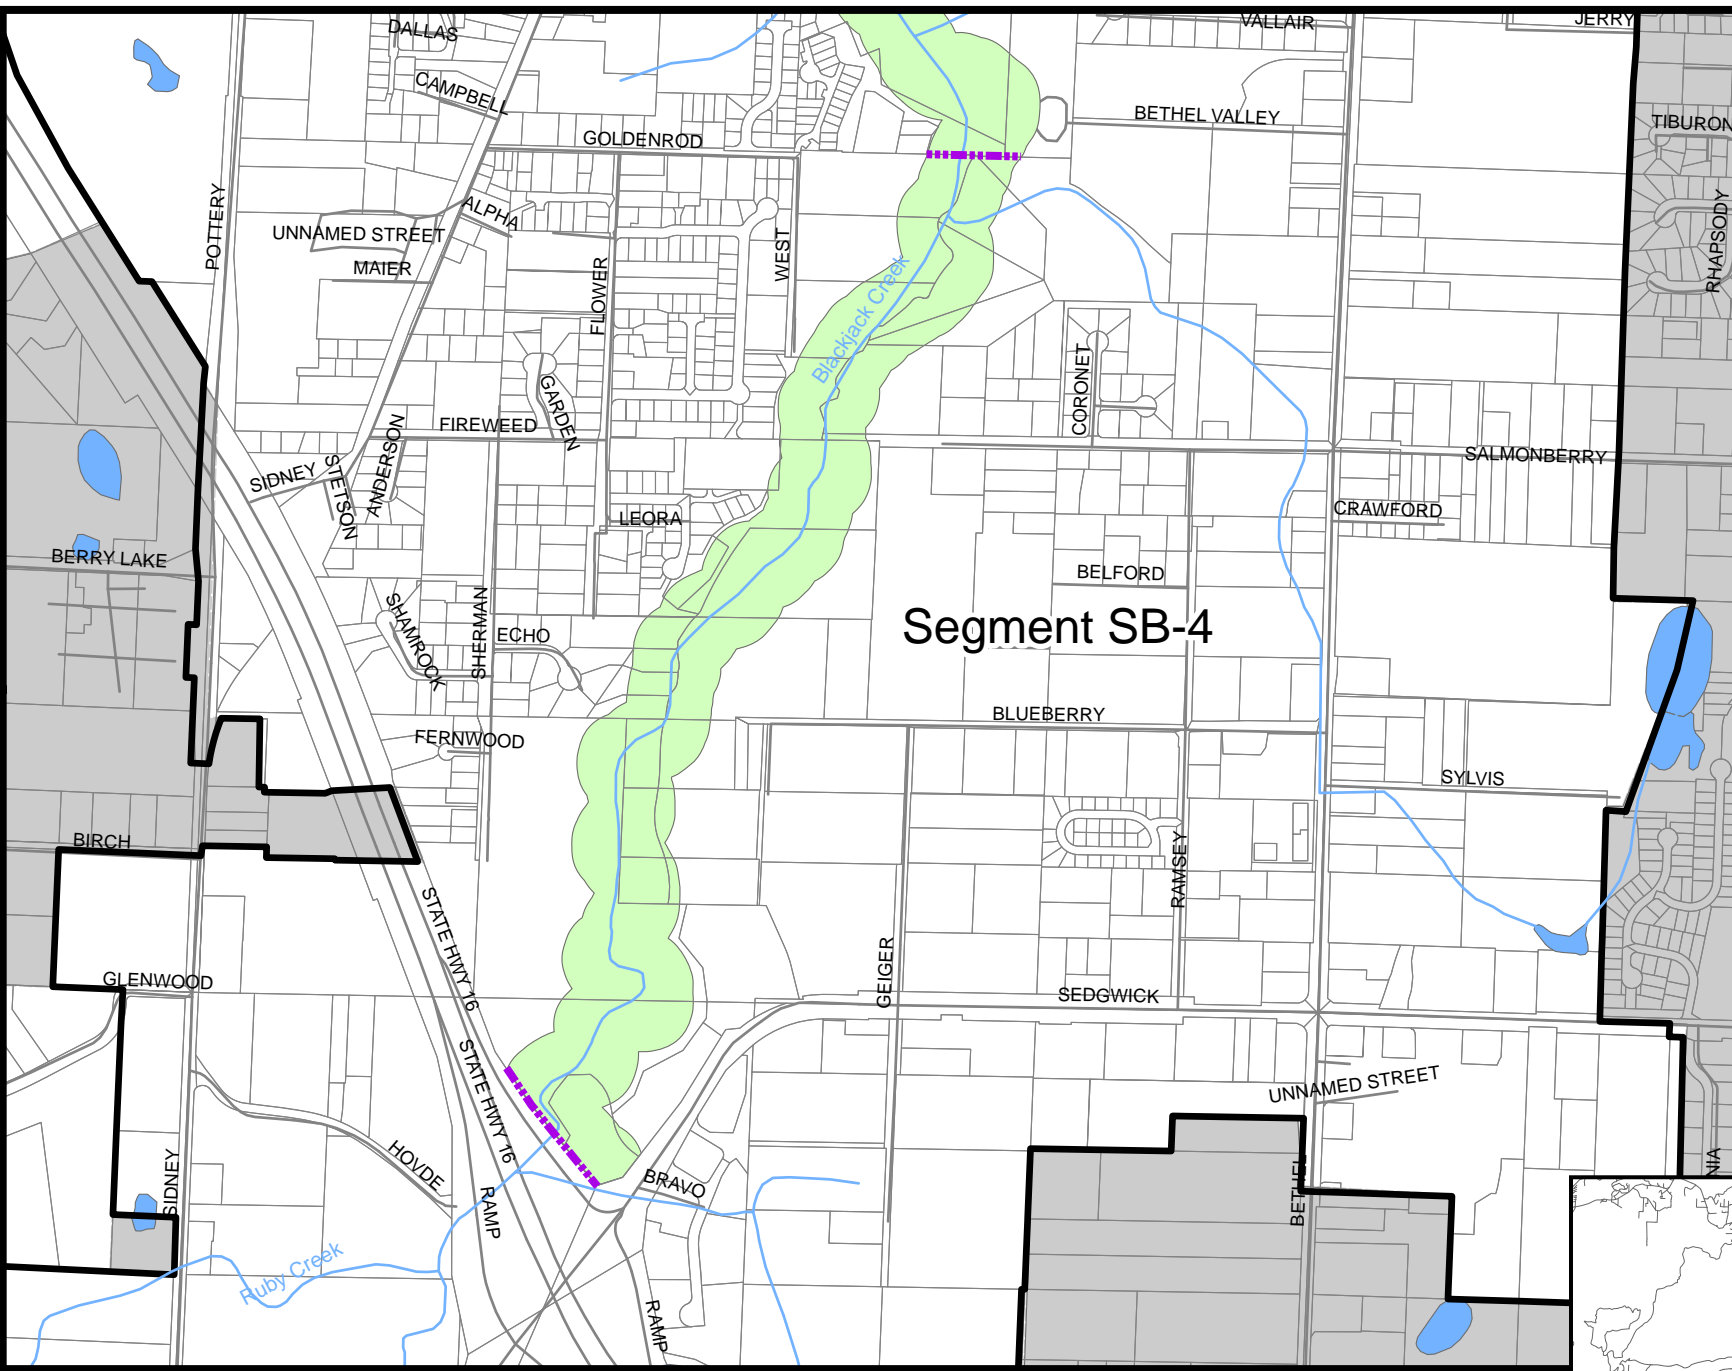 DALLAS
VALLAIR
JERRY
CAMPBELL
BETHEL VALLEY
TIBURON
GOLDENROD
POTTERY
ALPHA
UNNAMED STREET
MAIER
WEST
RHAPSODY
FLOWER
Blackjack Creek
CORONET
GARDEN
FIREWEED
ANDERSON
SALMONBERRY
SIDNEY
STETSON
LEORA
CRAWFORD
BERRY LAKE
BELFORD
SHAMROCK
SHERMAN
ECHO
Segment SB-4
BLUEBERRY
FERNWOOD
SYLVIS
BIRCH
RAMSEY
STATE HWY 16
GEIGER
GLENWOOD
SEDGWICK
STATE HWY 16
UNNAMED STREET
HOVDE
SIDNEY
BRAVO
BETHEL
NIA
RAMP
Ruby Creek
RAMP